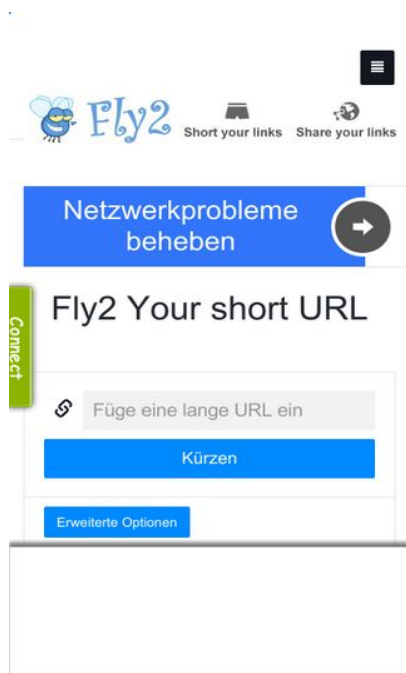 Fly2
Short your links
Share your links
Netzwerkprobleme
beheben
Fly2 Your short URL
Connect
Füge eine lange URL ein
Kürzen
Erweiterte Optionen